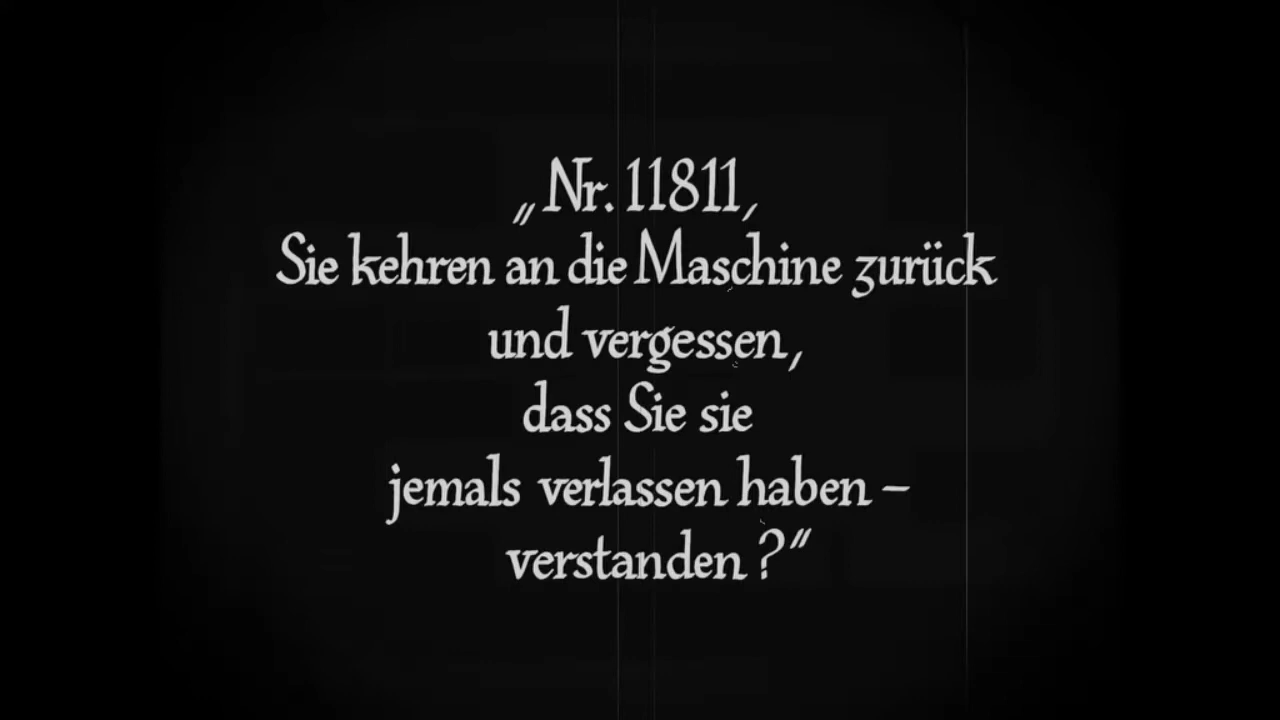 „Nr. 11811,
Sie kehren an die Maschine zurück
und vergessen,
dass Sie sie
jemals verlassen haben –
verstanden ?“